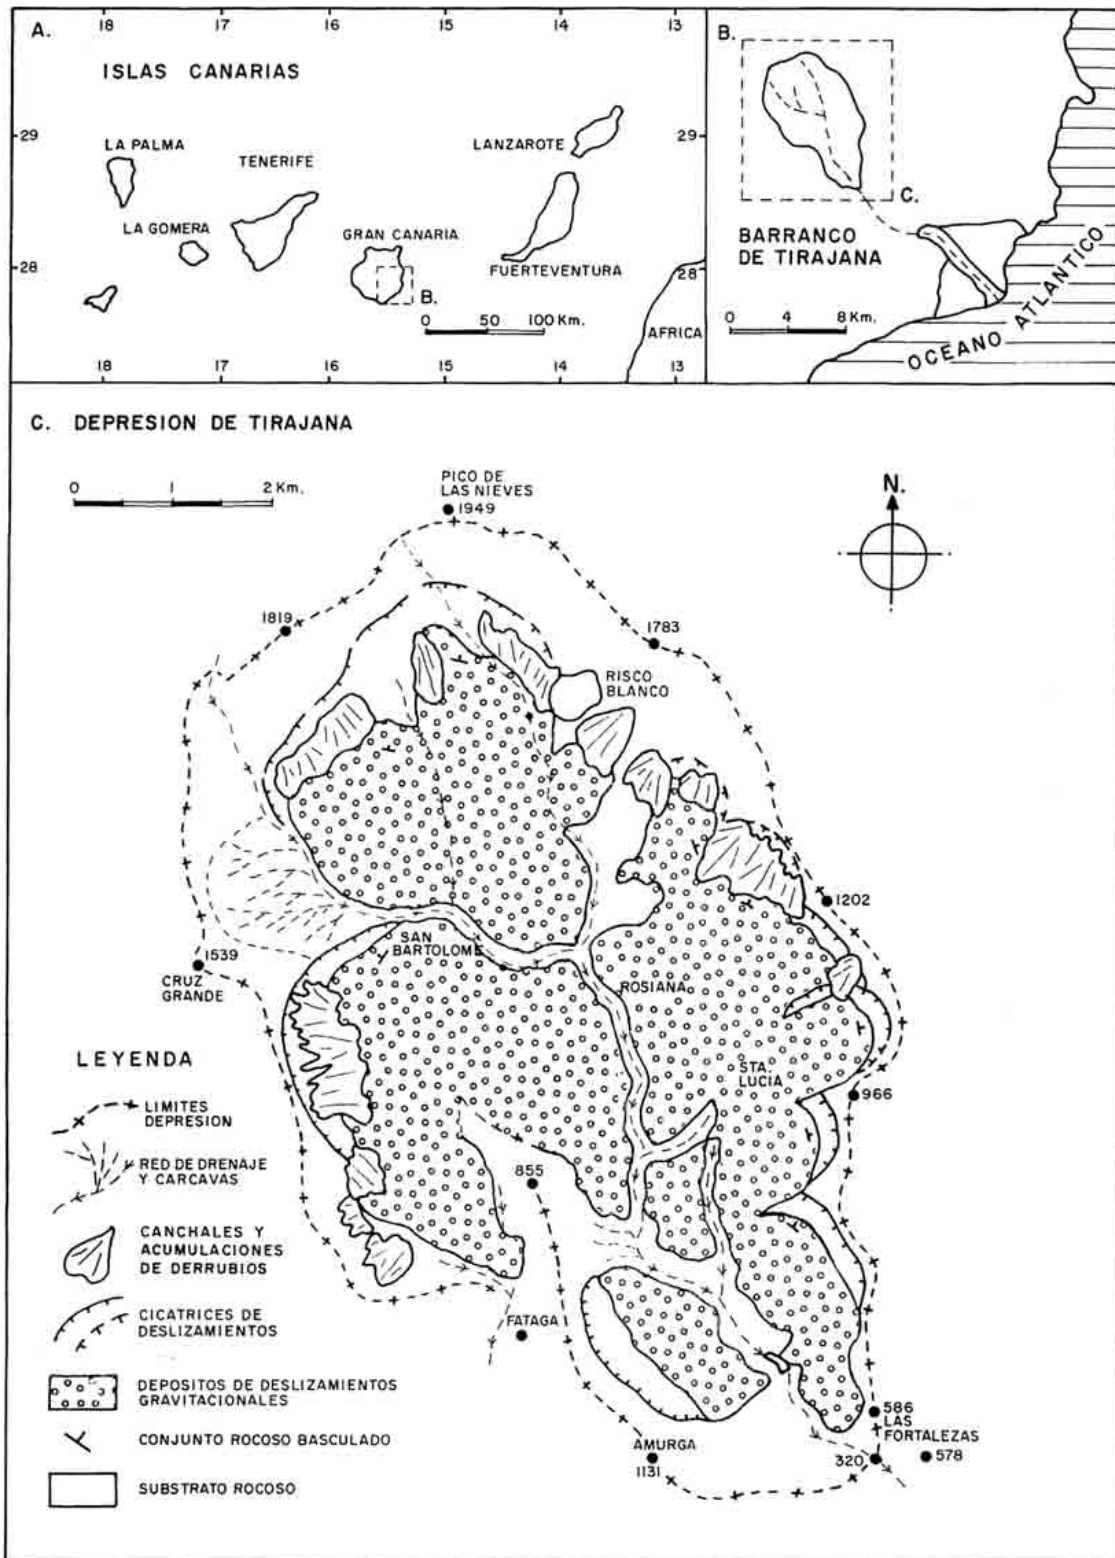 A.
18 17 16 15 14 13
ISLAS CANARIAS
29 29
LA PALMA
TENERIFE
LANZAROTE
LA GOMERA
GRAN CANARIA
28 28
FUERTEVENTURA
B.
0 50 100 Km.
AFRICA
18 17 16 15 14 13
B.
C.
BARRANCO
DE TIRAJANA
0 4 8 Km.
OCEANO ATLANTICO
C. DEPRESION DE TIRAJANA
0 1 2 Km.
N.
PICO DE
LAS NIEVES
1949
1819
1783
RISCO
BLANCO
1202
SAN
BARTOLOME
1539
CRUZ
GRANDE
ROSIANA
STA.
LUCIA
966
855
FATAGA
AMURGA
1131
586
LAS
FORTALEZAS
320
578
LEYENDA
LIMITES
DEPRESION
RED DE DRENAJE
Y CARCAVAS
CANCHALES Y
ACUMULACIONES
DE DERRUBIOS
CICATRICES DE
DESLIZAMIENTOS
DEPOSITOS DE DESLIZAMIENTOS
GRAVITACIONALES
CONJUNTO ROCOSO BASCULADO
SUBSTRATO ROCOSO